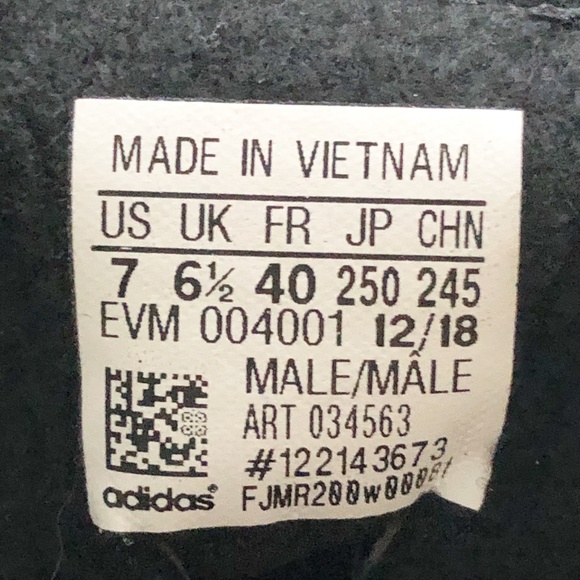 MADE IN VIETNAM
US UK FR JP CHN
7 6½ 40 250 245
EVM 004001 12/18
MALE/MÂLE
ART 034563
#122143673
adidas®